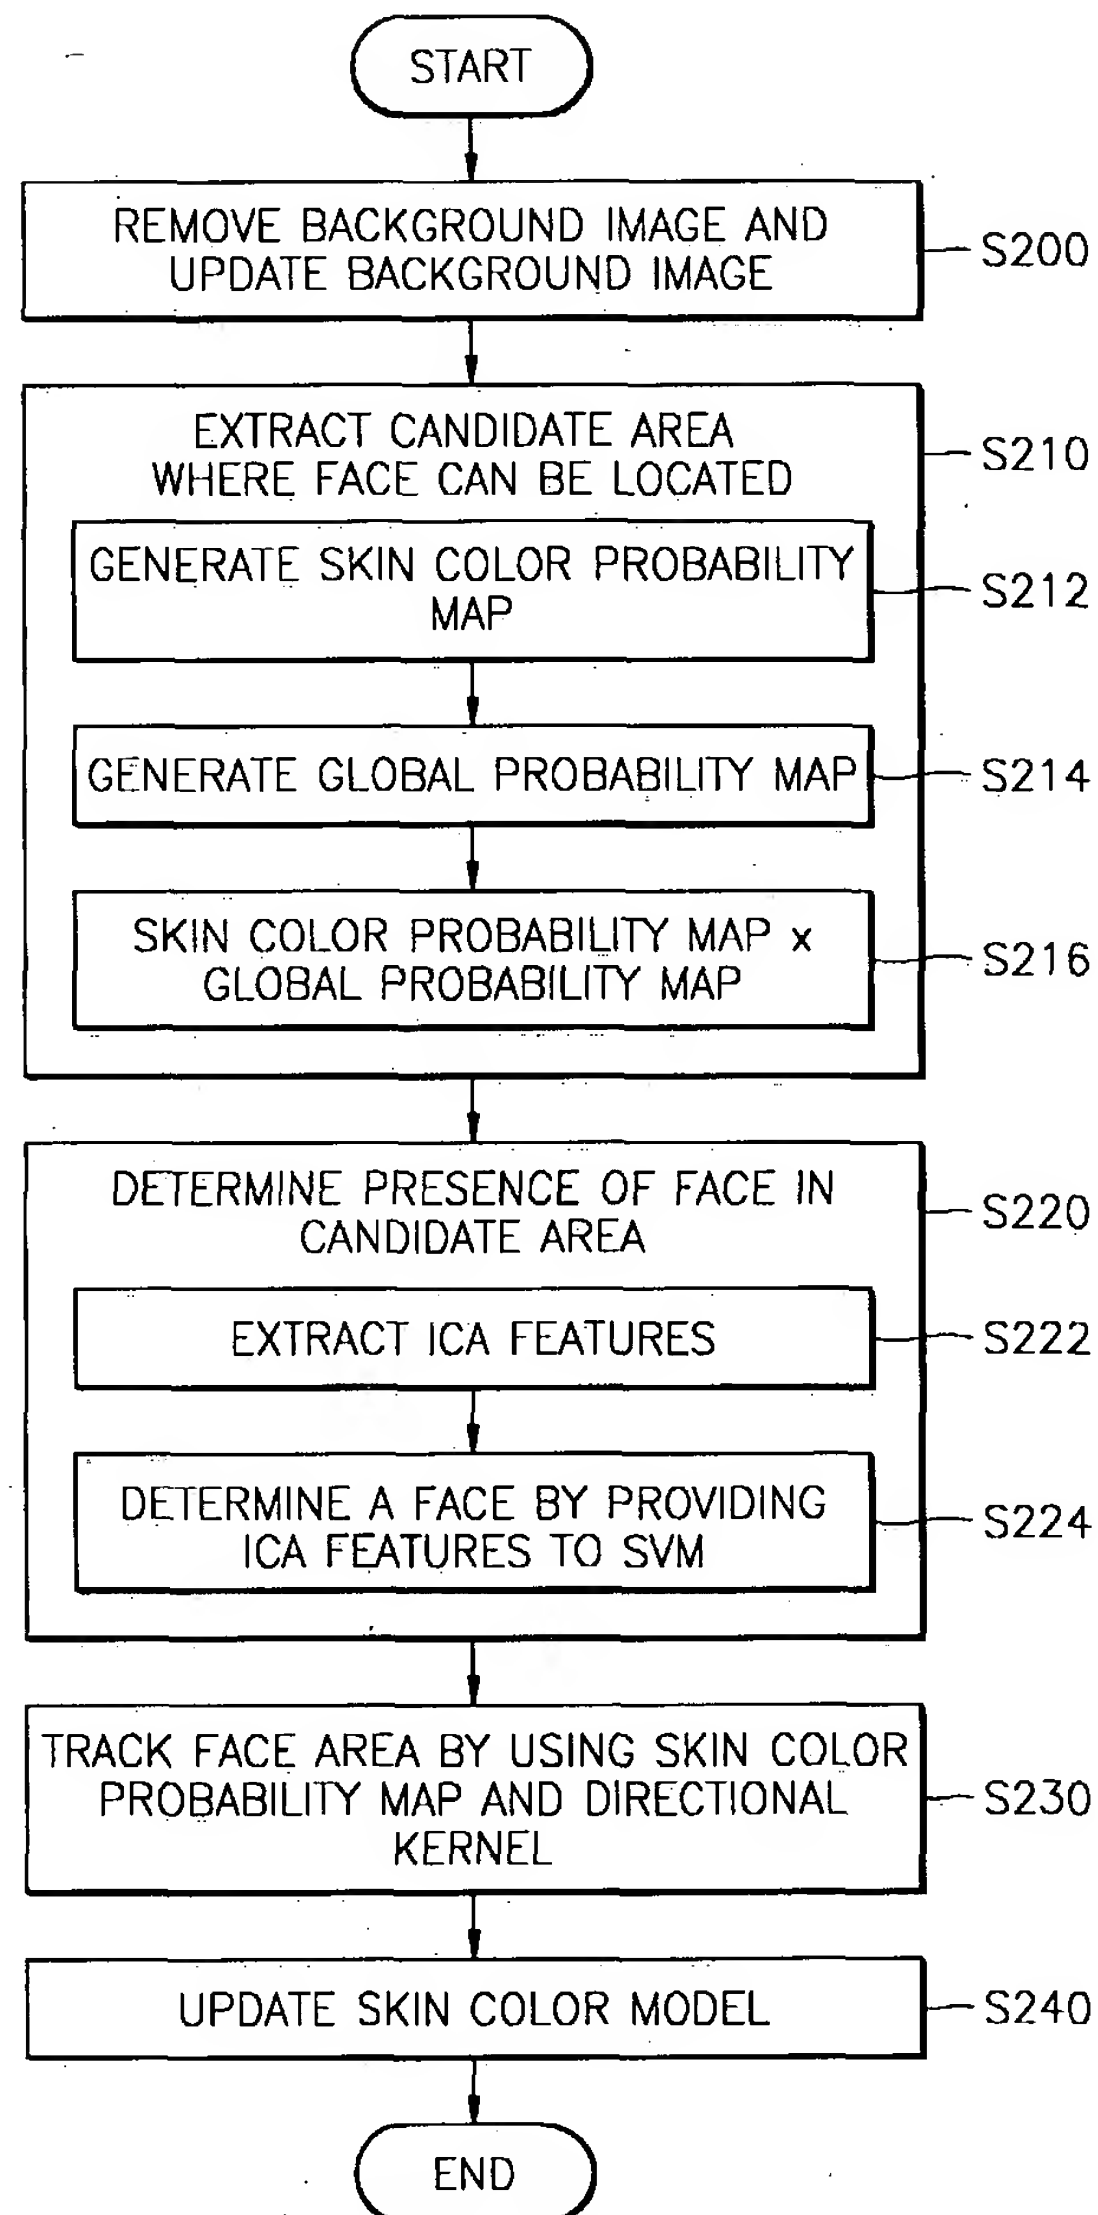 START
REMOVE BACKGROUND IMAGE AND
UPDATE BACKGROUND IMAGE
S200
EXTRACT CANDIDATE AREA
WHERE FACE CAN BE LOCATED
S210
GENERATE SKIN COLOR PROBABILITY
MAP
S212
GENERATE GLOBAL PROBABILITY MAP
S214
SKIN COLOR PROBABILITY MAP x
GLOBAL PROBABILITY MAP
S216
DETERMINE PRESENCE OF FACE IN
CANDIDATE AREA
S220
EXTRACT ICA FEATURES
S222
DETERMINE A FACE BY PROVIDING
ICA FEATURES TO SVM
S224
TRACK FACE AREA BY USING SKIN COLOR
PROBABILITY MAP AND DIRECTIONAL
KERNEL
S230
UPDATE SKIN COLOR MODEL
S240
END